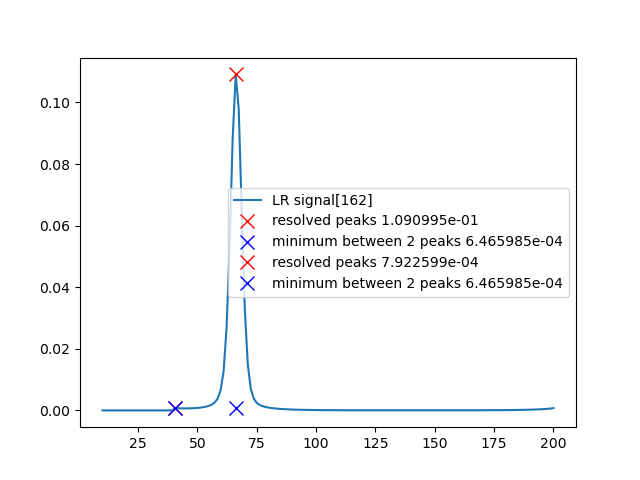 0.10
0.08
0.06
0.04
0.02
0.00
LR signal[162]
resolved peaks 1.090995e-01
minimum between 2 peaks 6.465985e-04
resolved peaks 7.922599e-04
minimum between 2 peaks 6.465985e-04
25 50 75 100 125 150 175 200